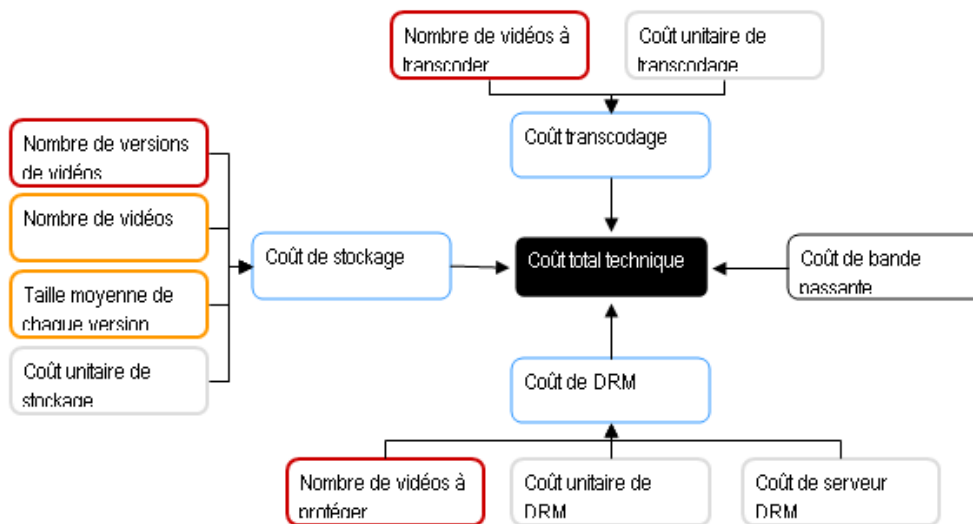 Nombre de vidéos à
transcoder
Coût unitaire de
transcodage
Coût transcodage
Nombre de versions
de vidéos
Nombre de vidéos
Taille moyenne de
chaque version
Coût unitaire de
stockage
Coût de stockage
Coût total technique
Coût de bande
passante
Coût de DRM
Nombre de vidéos à
protéger
Coût unitaire de
DRM
Coût de serveur
DRM